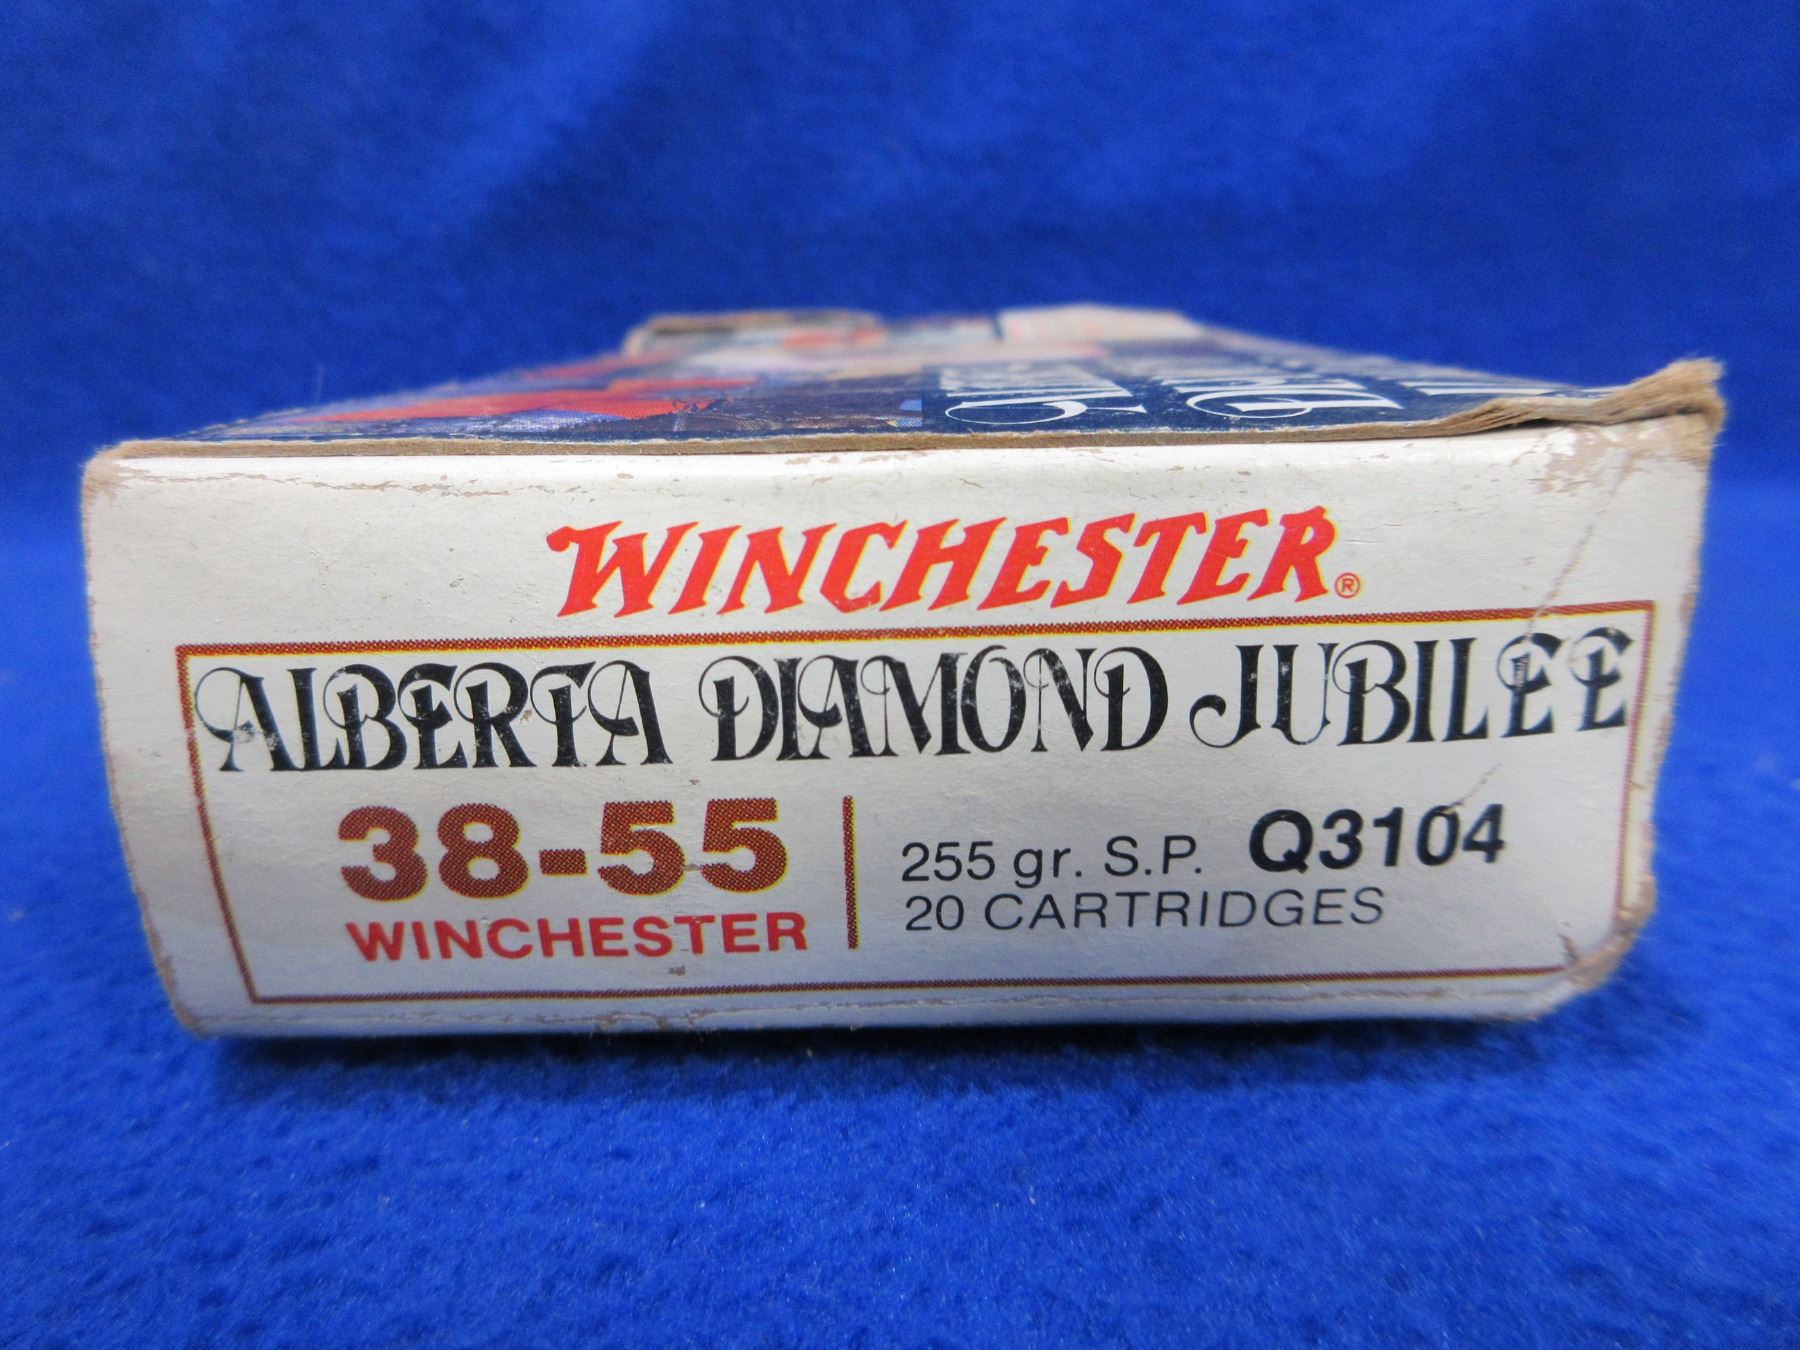 WINCHESTER®
ALBERTA DIAMOND JUBILEE
38-55
WINCHESTER
255 gr. S.P. Q3104
20 CARTRIDGES